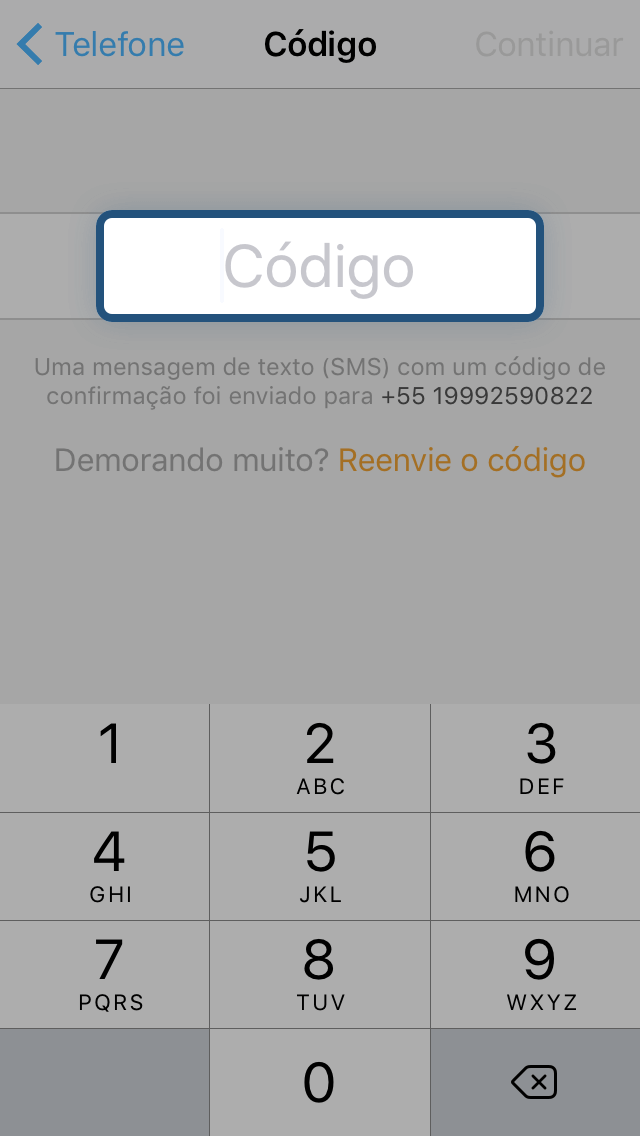 Telefone Código Continuar
Código
Uma mensagem de texto (SMS) com um código de
confirmação foi enviado para +55 19992590822
Demorando muito? Reenvie o código
1 2 3
ABC DEF
4 5 6
GHI JKL MNO
7 8 9
PQRS TUV WXYZ
0